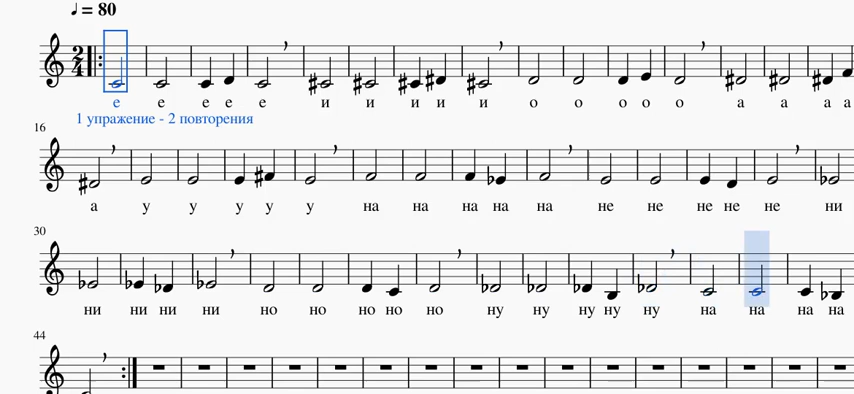 ♩ = 80
2
4
е е е е е и и и и и о о о о о а а а а
1 упражение - 2 повторения
16
а у у у у у на на на на на не не не не не ни
30
ни ни ни ни но но но но но ну ну ну ну ну на на на на
44